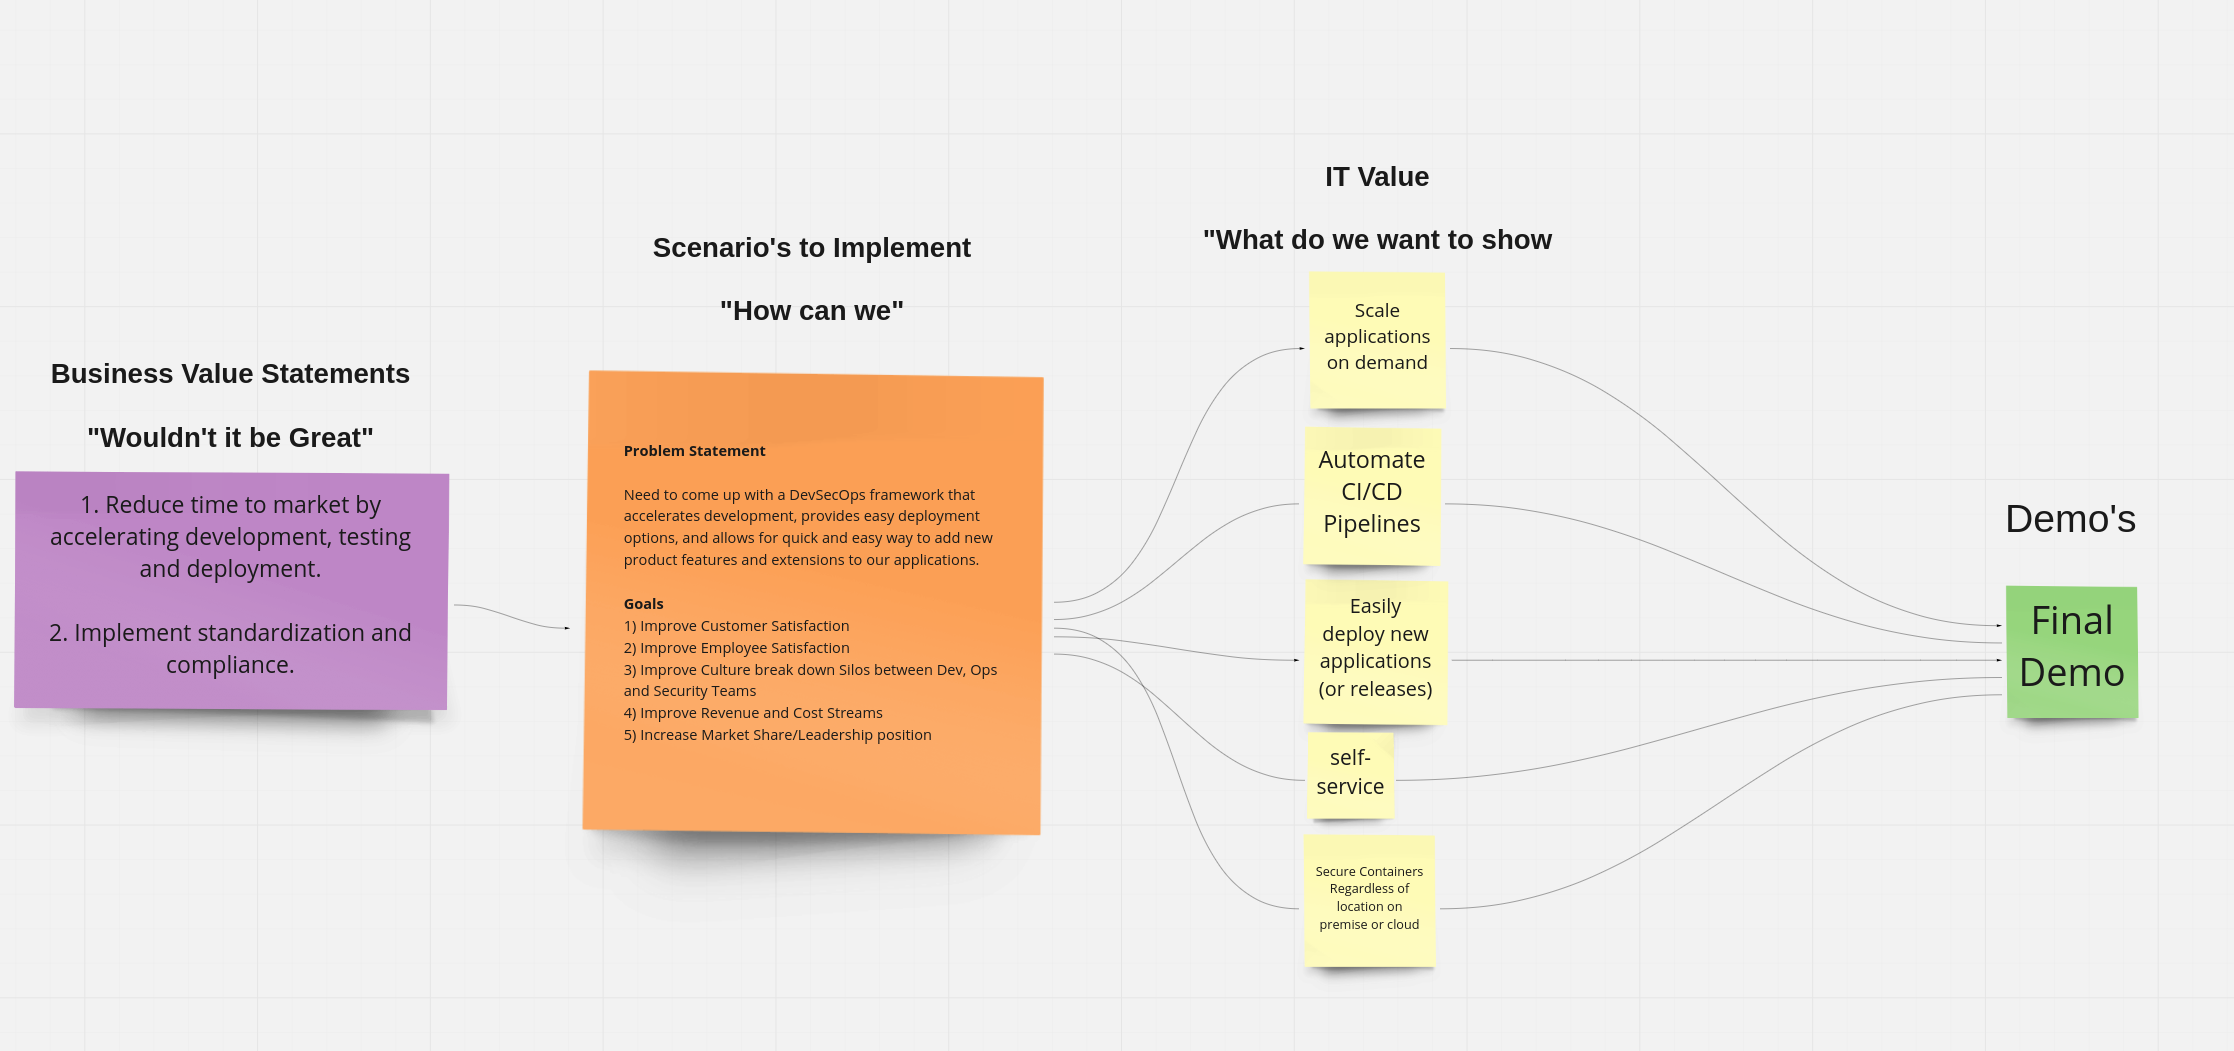 Business Value Statements
"Wouldn't it be Great"
1. Reduce time to market by
accelerating development, testing
and deployment.
2. Implement standardization and
compliance.
Scenario's to Implement
"How can we"
Problem Statement
Need to come up with a DevSecOps framework that
accelerates development, provides easy deployment
options, and allows for quick and easy way to add new
product features and extensions to our applications.
Goals
1) Improve Customer Satisfaction
2) Improve Employee Satisfaction
3) Improve Culture break down Silos between Dev, Ops
and Security Teams
4) Improve Revenue and Cost Streams
5) Increase Market Share/Leadership position
IT Value
"What do we want to show
Scale
applications
on demand
Automate
CI/CD
Pipelines
Easily
deploy new
applications
(or releases)
self-
service
Secure Containers
Regardless of
location on
premise or cloud
Demo's
Final
Demo